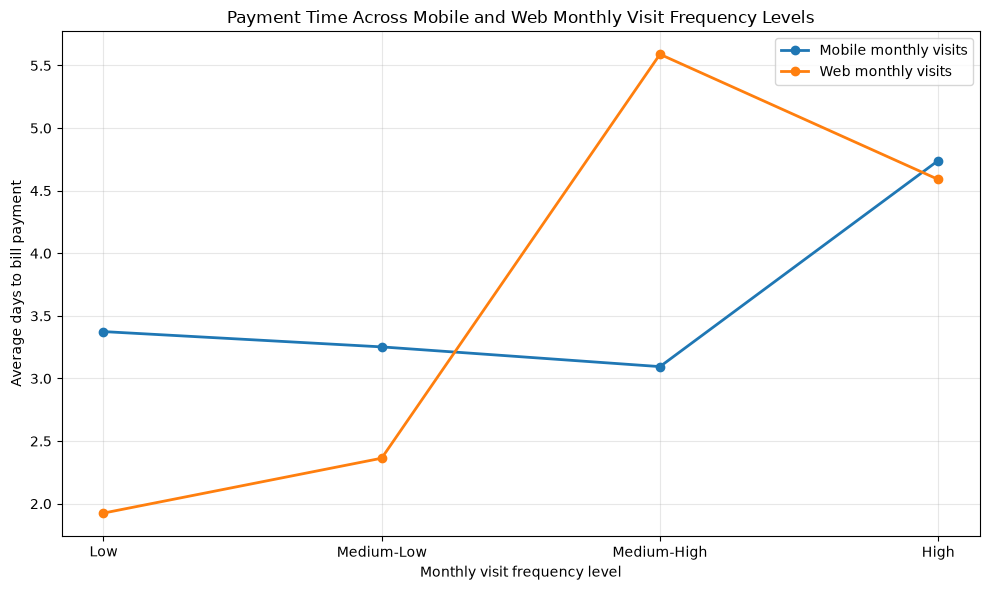 Payment Time Across Mobile and Web Monthly Visit Frequency Levels
Mobile monthly visits
Web monthly visits
Average days to bill payment
5.5
5.0
4.5
4.0
3.5
3.0
2.5
2.0
Low
Medium-Low
Medium-High
High
Monthly visit frequency level